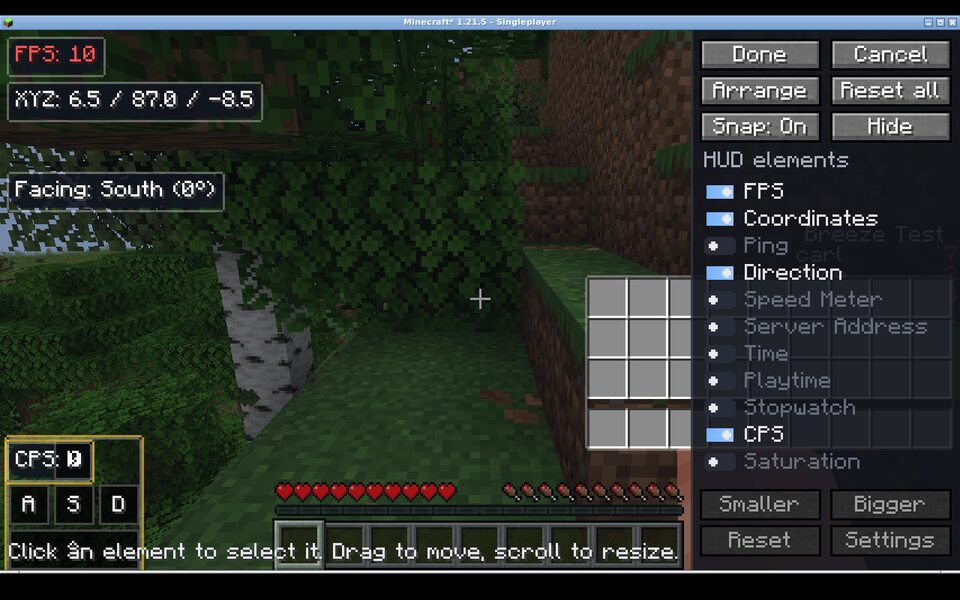 Minecraft* 1.21.5 - Singleplayer
FPS: 10
XYZ: 6.5 / 87.0 / -8.5
Facing: South (0°)
CPS: 0
A S D
Click an element to select it. Drag to move, scroll to resize.
Done Cancel
Arrange Reset all
Snap: On Hide
HUD elements
FPS
Coordinates
Ping
Direction
Speed Meter
Server Address
Time
Playtime
Stopwatch
CPS
Saturation
Smaller Bigger
Reset Settings
Breeze Test